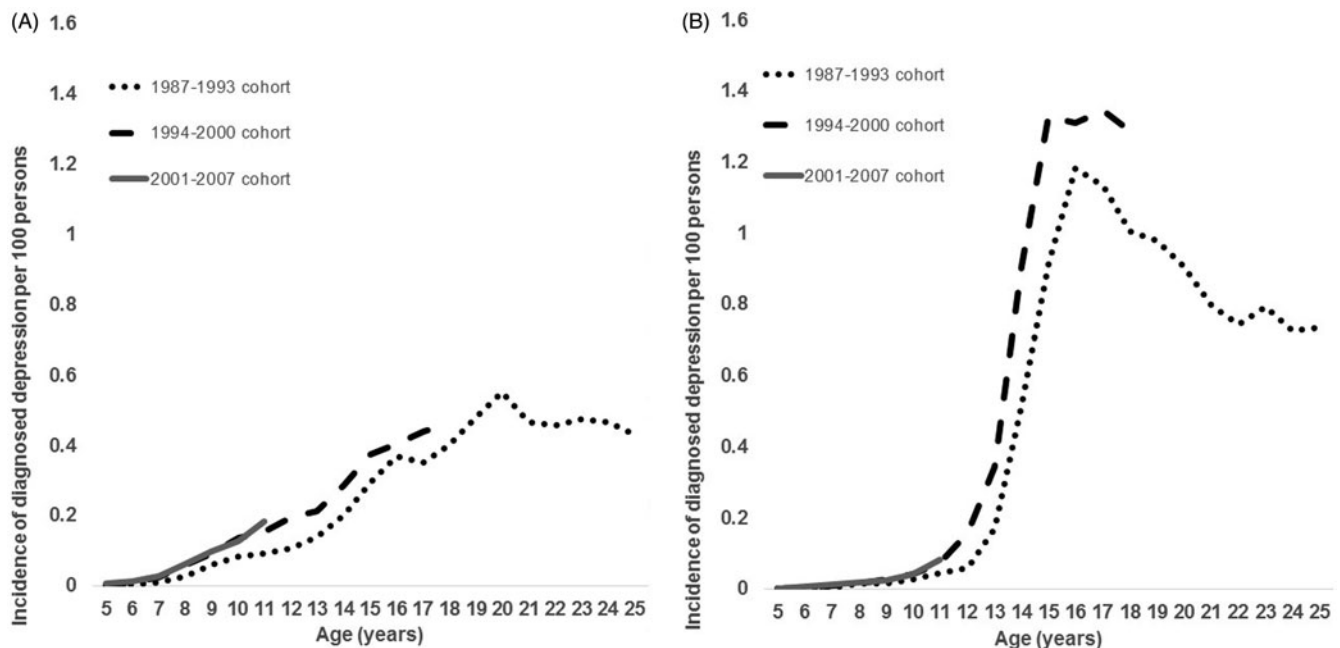 (A)
Incidence of diagnosed depression per 100 persons
1.6
1.4
1.2
1
0.8
0.6
0.4
0.2
0
1987-1993 cohort
1994-2000 cohort
2001-2007 cohort
5 6 7 8 9 10 11 12 13 14 15 16 17 18 19 20 21 22 23 24 25
Age (years)
(B)
Incidence of diagnosed depression per 100 persons
1.6
1.4
1.2
1
0.8
0.6
0.4
0.2
0
1987-1993 cohort
1994-2000 cohort
2001-2007 cohort
5 6 7 8 9 10 11 12 13 14 15 16 17 18 19 20 21 22 23 24 25
Age (years)